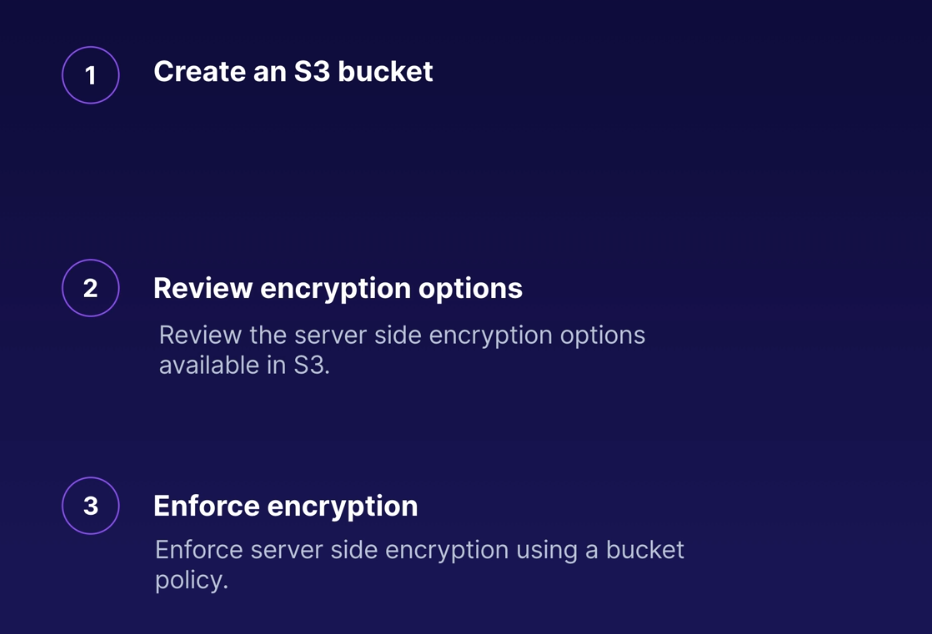 1
Create an S3 bucket
2
Review encryption options
Review the server side encryption options
available in S3.
3
Enforce encryption
Enforce server side encryption using a bucket
policy.